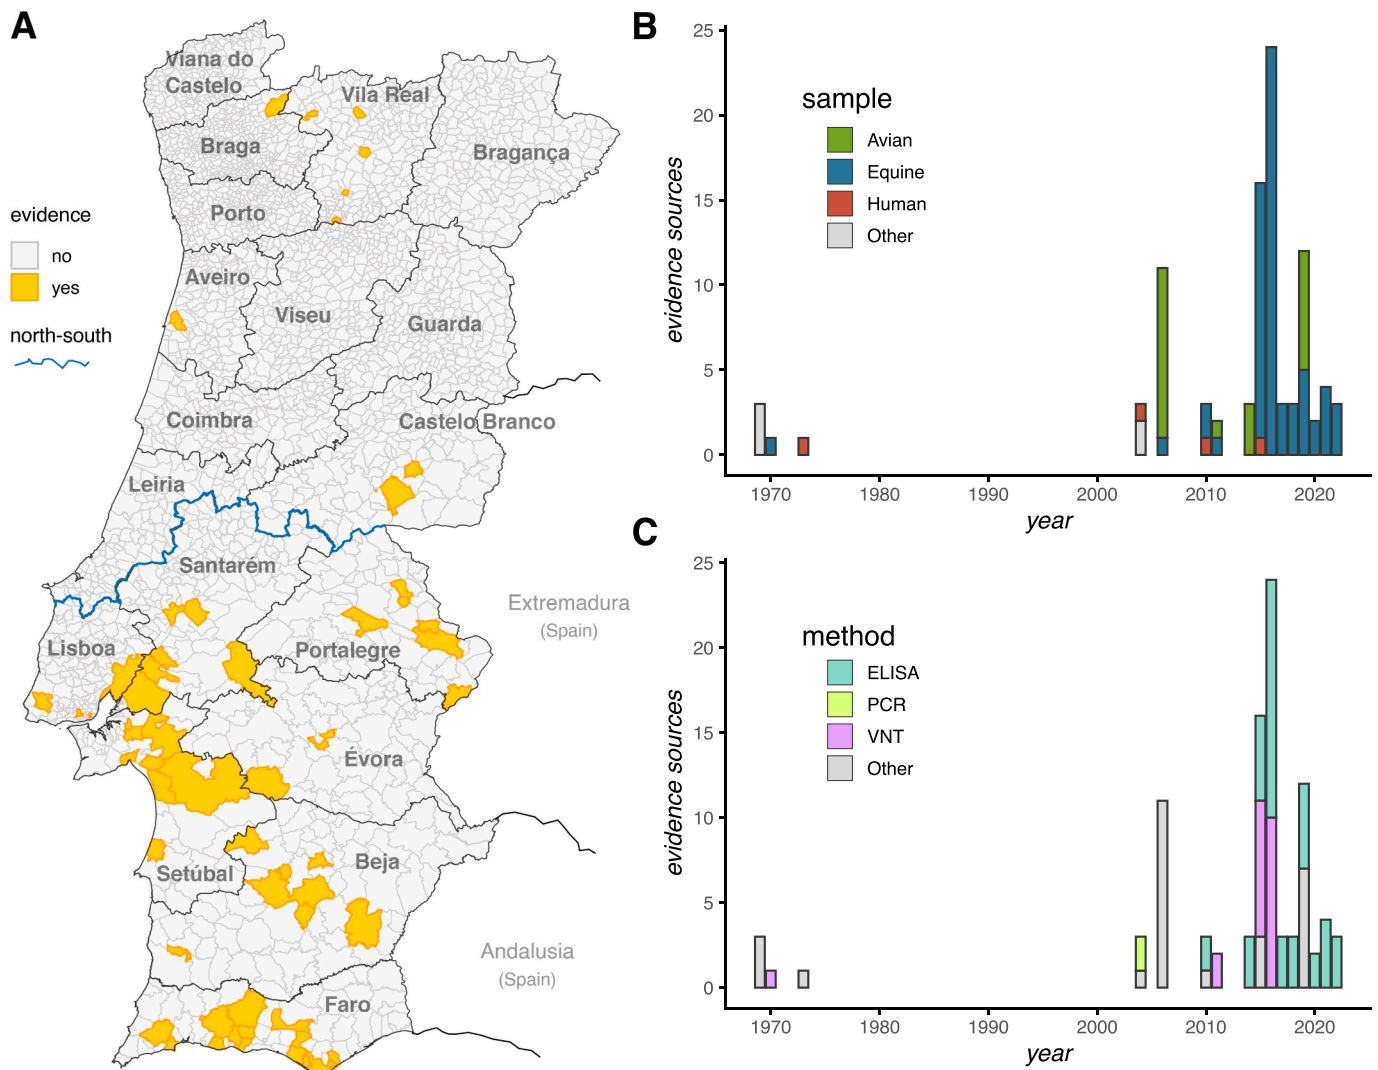 A
Viana do
Castelo
Vila Real
Braga
Bragança
Porto
evidence
no
yes
north-south
Aveiro
Viseu
Guarda
Coimbra
Castelo Branco
Leiria
Santarém
Extremadura
(Spain)
Lisboa
Portalegre
Évora
Setúbal
Beja
Andalusia
(Spain)
Faro
B
25
20
15
10
5
0
evidence sources
sample
Avian
Equine
Human
Other
1970
1980
1990
2000
2010
2020
year
C
25
20
15
10
5
0
evidence sources
method
ELISA
PCR
VNT
Other
1970
1980
1990
2000
2010
2020
year